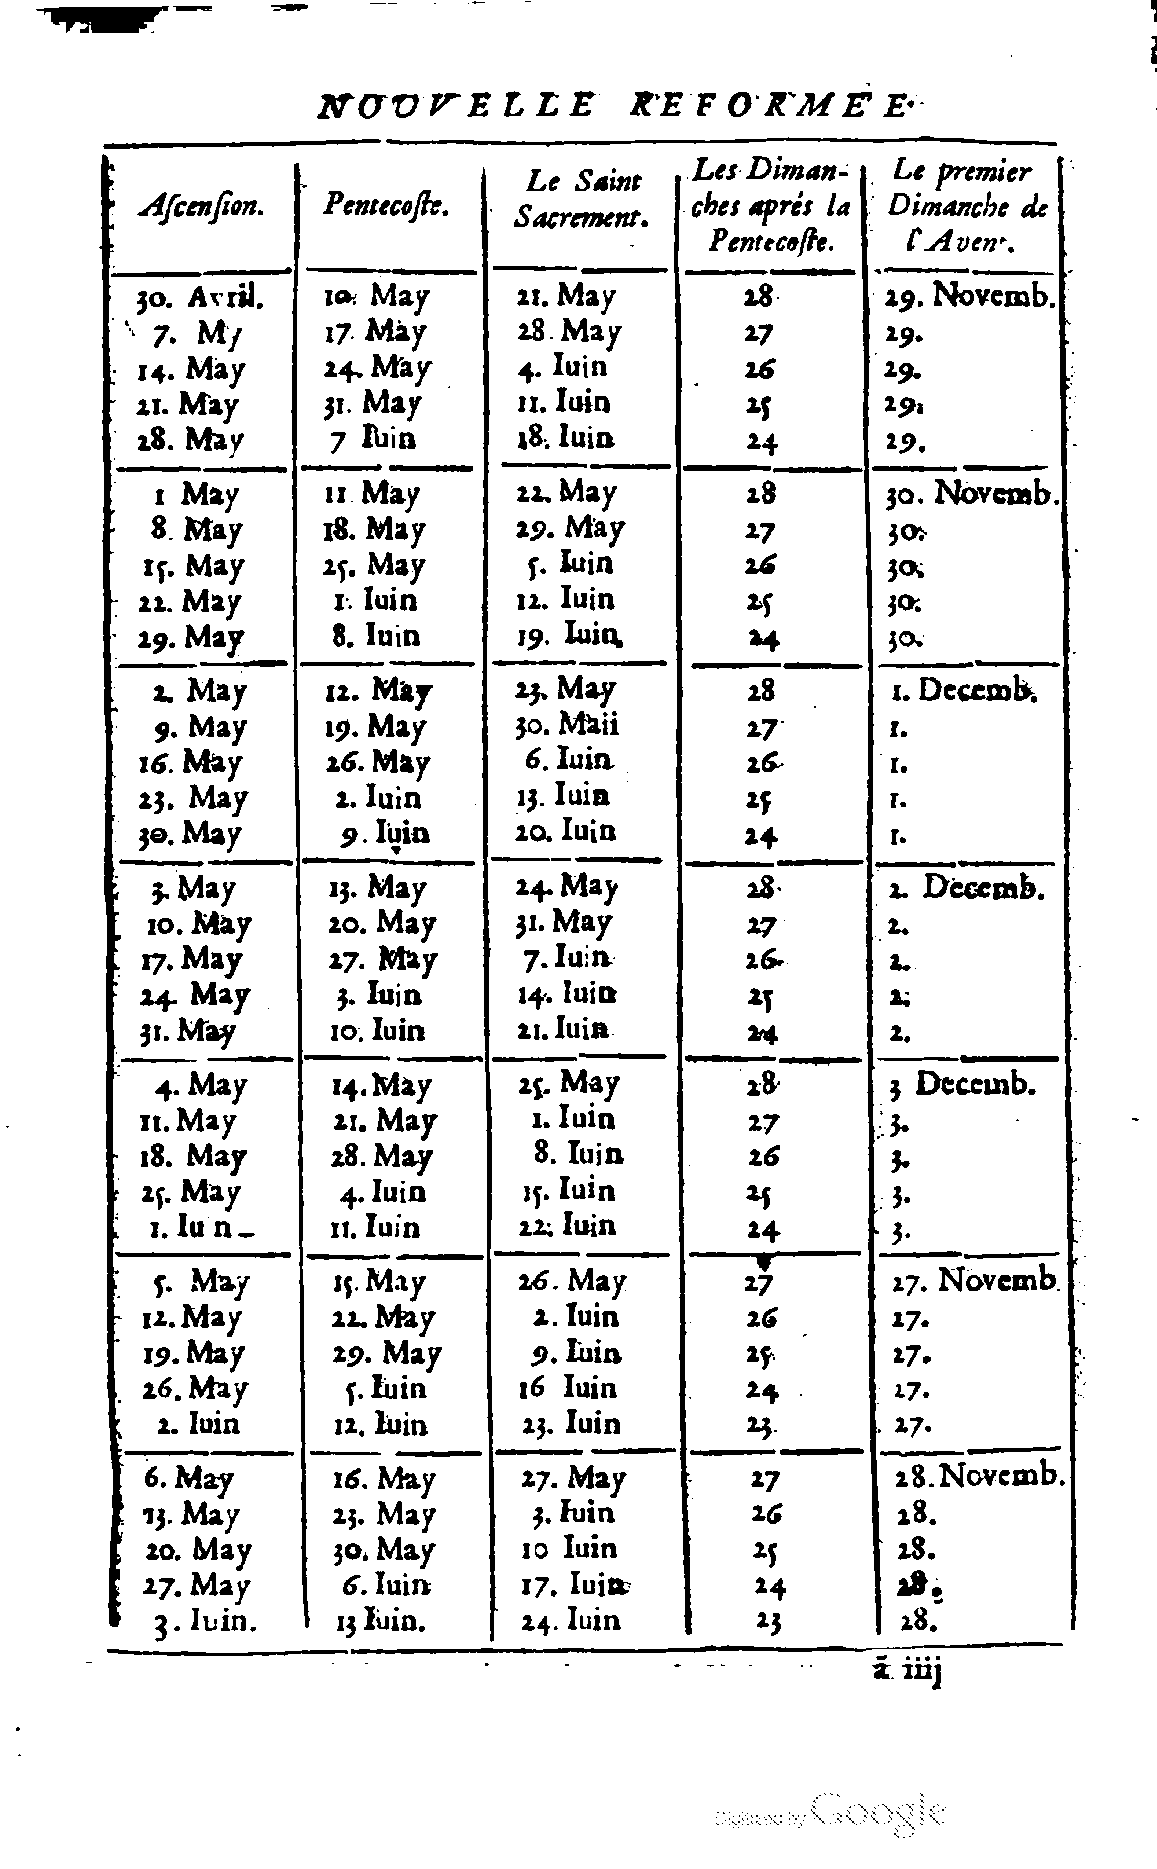 NOUVELLE REFORMEE.
Aſcenſion. Pentecoſte. Le Saint Sacrement. Les Diman-ches aprés la Pentecoſte. Le premier Dimanche de l'Avent.
30. Avril. 10. May 21. May 28 29. Novemb.
7. My 17. May 28. May 27 29.
14. May 24. May 4. Iuin 26 29.
21. May 31. May 11. Iuin 25 29.
28. May 7 Iuin 18. Iuin 24 29.
1 May 11 May 22. May 28 30. Novemb.
8. May 18. May 29. May 27 30.
15. May 25. May 5. Iuin 26 30.
22. May 1. Iuin 12. Iuin 25 30.
29. May 8. Iuin 19. Iuin 24 30.
2. May 12. May 23. May 28 1. Decemb.
9. May 19. May 30. Maii 27 1.
16. May 26. May 6. Iuin 26 1.
23. May 2. Iuin 13. Iuin 25 1.
30. May 9. Iuin 20. Iuin 24 1.
3. May 13. May 24. May 28 2. Decemb.
10. May 20. May 31. May 27 2.
17. May 27. May 7. Iuin 26 2.
24. May 3. Iuin 14. Iuin 25 2.
31. May 10. Iuin 21. Iuin 24 2.
4. May 14. May 25. May 28 3 Decemb.
11. May 21. May 1. Iuin 27 3.
18. May 28. May 8. Iuin 26 3.
25. May 4. Iuin 15. Iuin 25 3.
1. Iu n 11. Iuin 22. Iuin 24 3.
5. May 15. May 26. May 27 27. Novemb.
12. May 22. May 2. Iuin 26 27.
19. May 29. May 9. Iuin 25 27.
26. May 5. Iuin 16 Iuin 24 27.
2. Iuin 12. Iuin 23. Iuin 23 27.
6. May 16. May 27. May 27 28. Novemb.
13. May 23. May 3. Iuin 26 28.
20. May 30. May 10 Iuin 25 28.
27. May 6. Iuin 17. Iuin 24 28.
3. Iuin. 13 Iuin. 24. Iuin 23 28.
ã iiij
Digitized by Google